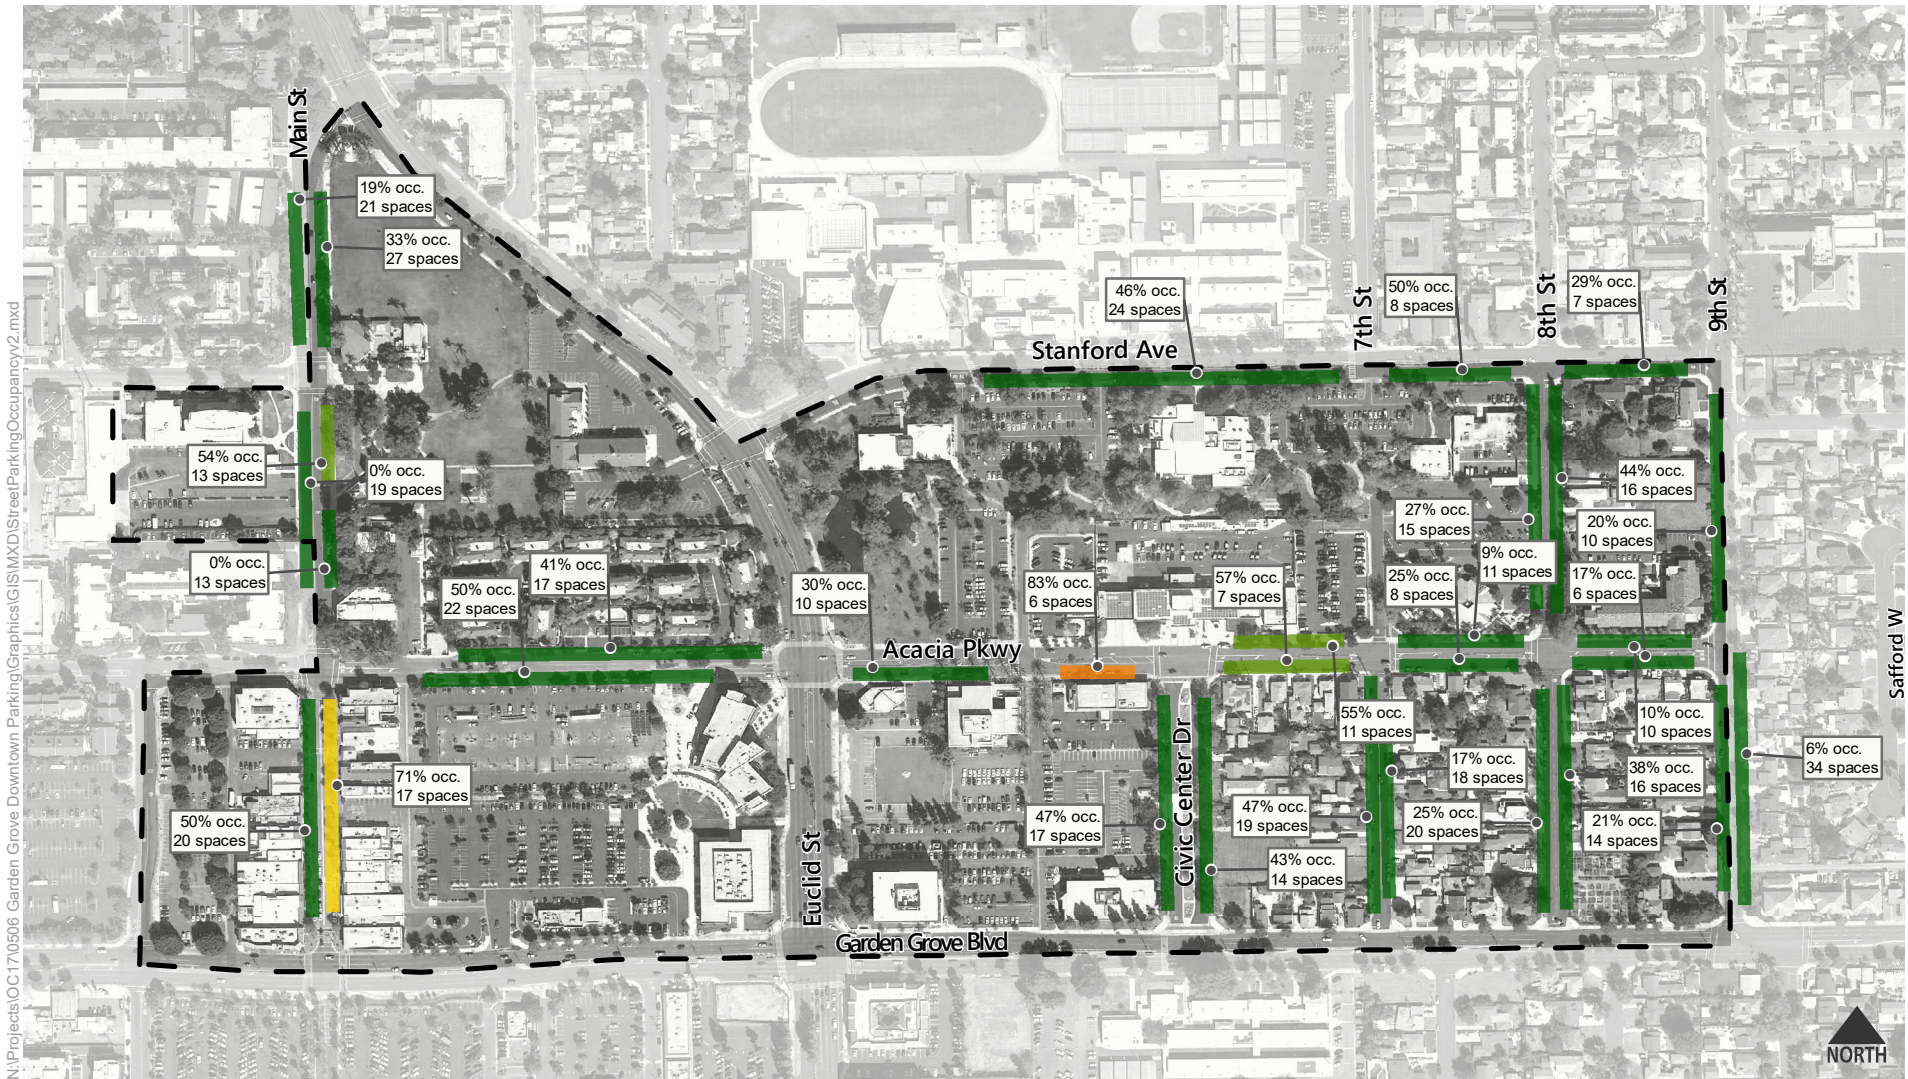 Main St
19% occ.
21 spaces
33% occ.
27 spaces
46% occ.
24 spaces
50% occ.
8 spaces
29% occ.
7 spaces
7th St
8th St
9th St
Stanford Ave
54% occ.
13 spaces
0% occ.
19 spaces
44% occ.
16 spaces
27% occ.
15 spaces
20% occ.
10 spaces
0% occ.
13 spaces
41% occ.
17 spaces
50% occ.
22 spaces
30% occ.
10 spaces
83% occ.
6 spaces
57% occ.
7 spaces
9% occ.
11 spaces
25% occ.
8 spaces
17% occ.
6 spaces
Acacia Pkwy
Safford W
55% occ.
11 spaces
10% occ.
10 spaces
6% occ.
34 spaces
71% occ.
17 spaces
17% occ.
18 spaces
38% occ.
16 spaces
50% occ.
20 spaces
47% occ.
17 spaces
Civic Center Dr
47% occ.
19 spaces
25% occ.
20 spaces
21% occ.
14 spaces
43% occ.
14 spaces
Euclid St
Garden Grove Blvd
NORTH
N:\Projects\OC17\0506 Garden Grove Downtown Parking\Graphics\GIS\MXD\StreetParkingOccupancyv2.mxd